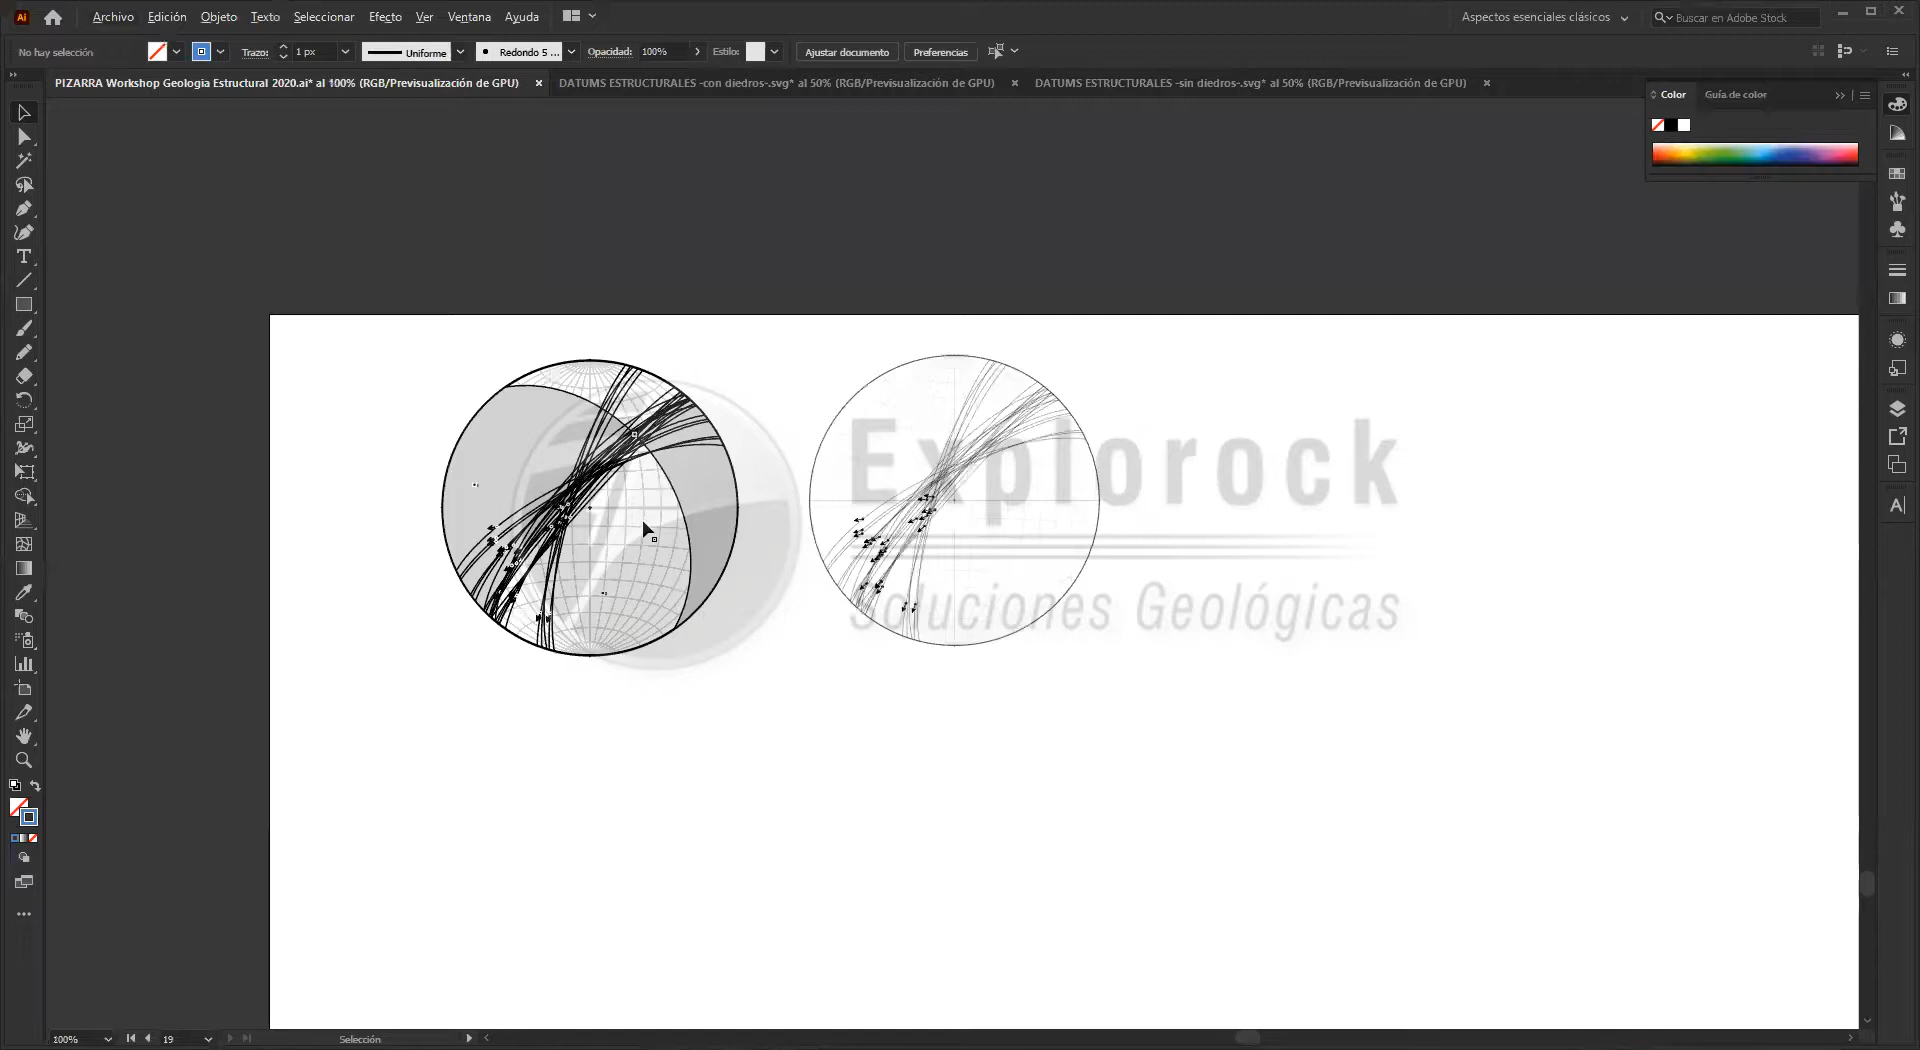 Ai Archivo Edición Objeto Texto Seleccionar Efecto Ver Ventana Ayuda Aspectos esenciales clásicos Buscar en Adobe Stock
No hay selección Trazo: 1 px Uniforme Redondo 5 ... Opacidad: 100% Estilo: Ajustar documento Preferencias
PIZARRA Workshop Geologia Estructural 2020.ai* al 100% (RGB/Previsualización de GPU) × DATUMS ESTRUCTURALES -con diedros-.svg* al 50% (RGB/Previsualización de GPU) × DATUMS ESTRUCTURALES -sin diedros-.svg* al 50% (RGB/Previsualización de GPU) ×
Color Guía de color
Explorock
Soluciones Geológicas
100% 19 Selección